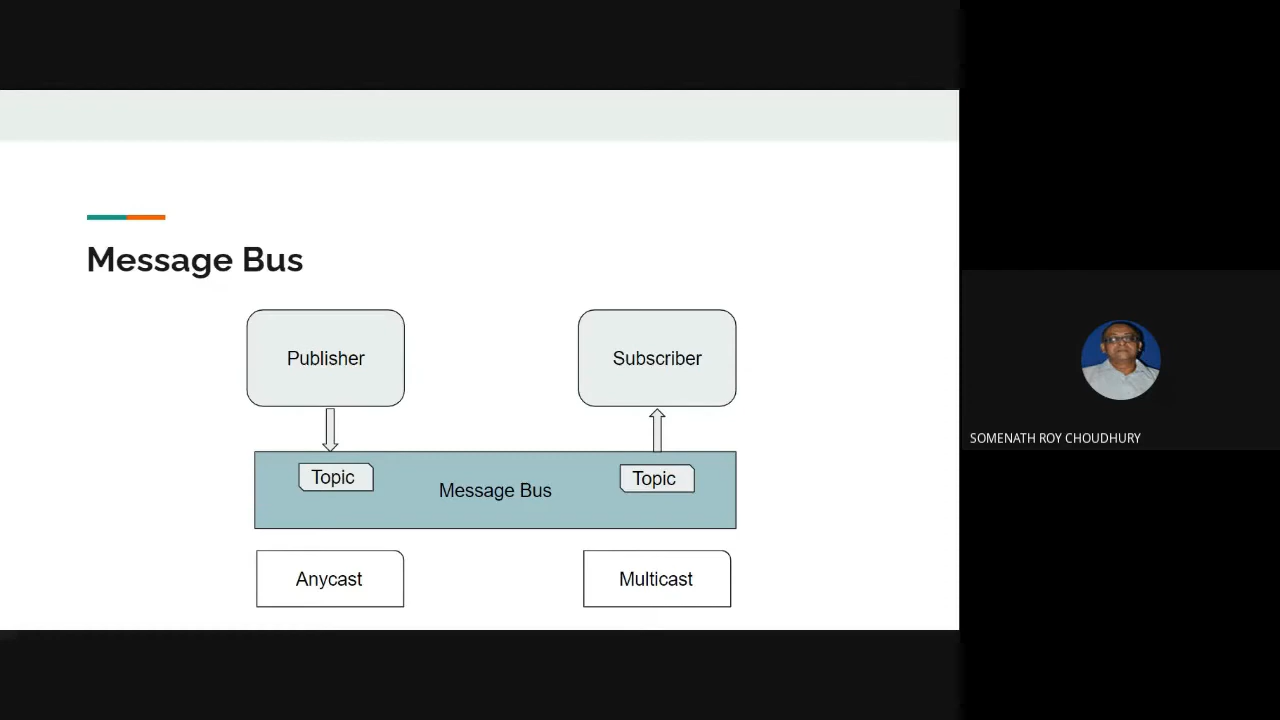 Message Bus
Publisher
Subscriber
Topic
Message Bus
Topic
Anycast
Multicast
SOMENATH ROY CHOUDHURY